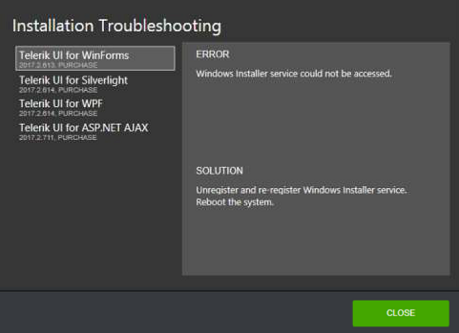 Installation Troubleshooting
Telerik UI for WinForms
2017.2.613, PURCHASE
Telerik UI for Silverlight
2017.2.614, PURCHASE
Telerik UI for WPF
2017.2.614, PURCHASE
Telerik UI for ASP.NET AJAX
2017.2.711, PURCHASE
ERROR
Windows Installer service could not be accessed.
SOLUTION
Unregister and re-register Windows Installer service.
Reboot the system.
CLOSE